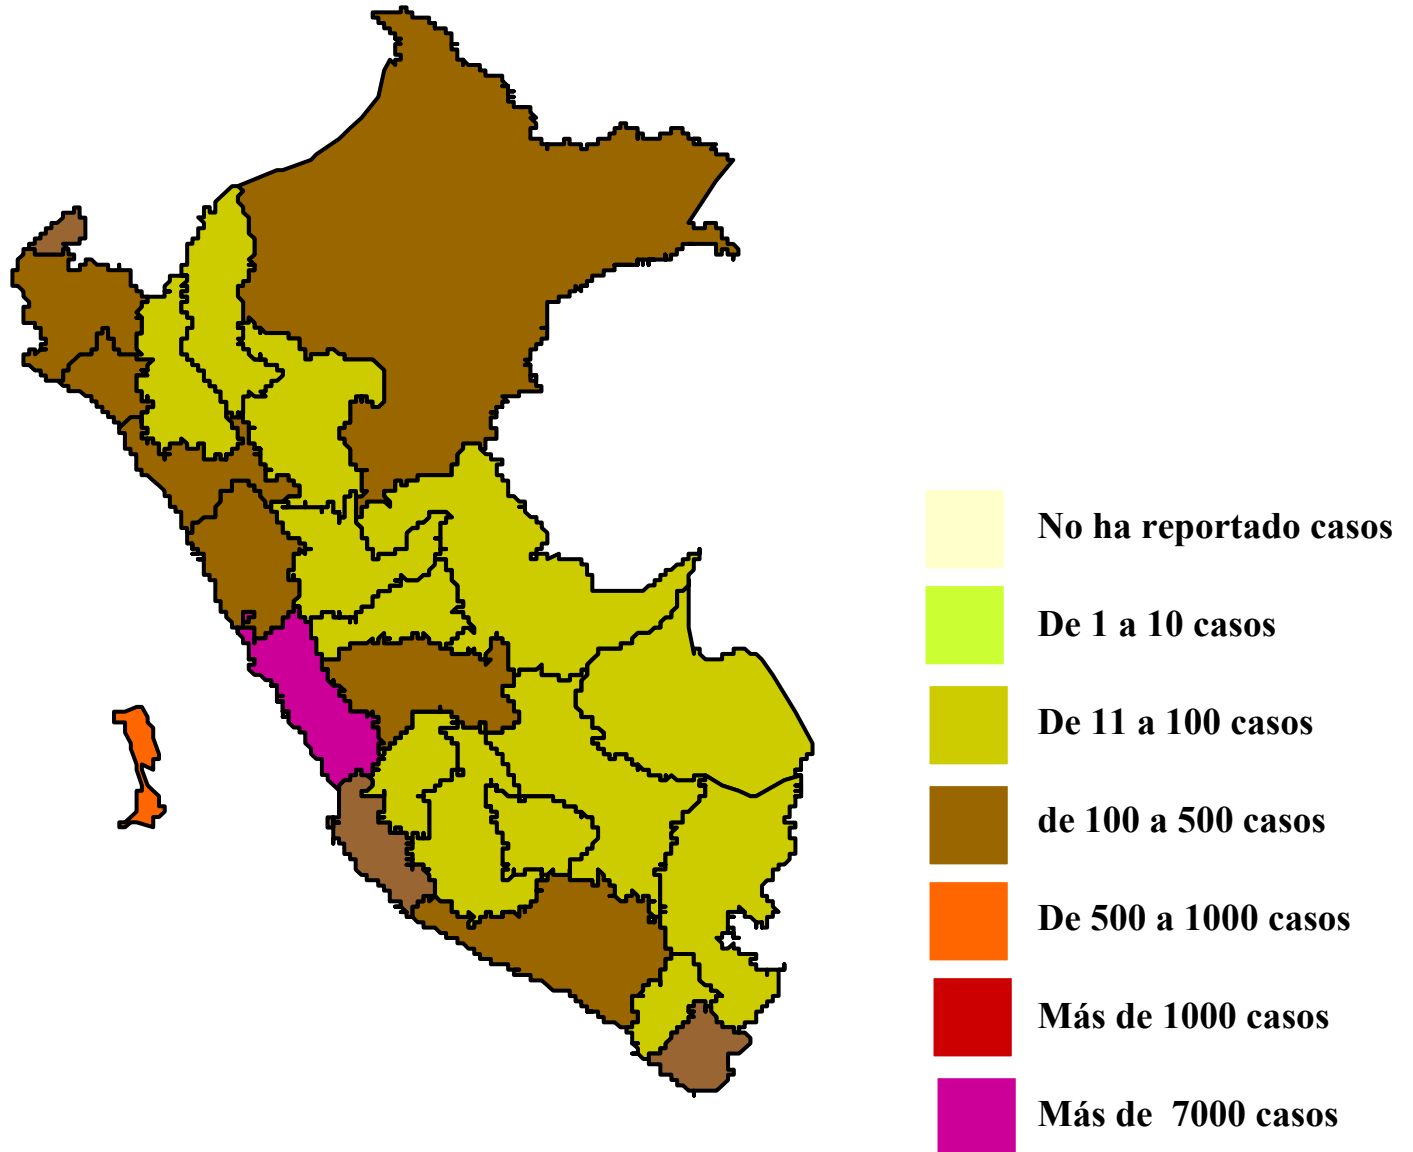 No ha reportado casos
De 1 a 10 casos
De 11 a 100 casos
de 100 a 500 casos
De 500 a 1000 casos
Más de 1000 casos
Más de  7000 casos